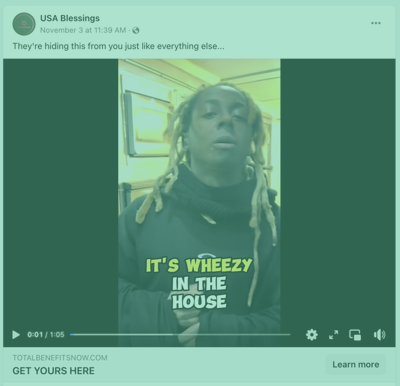 USA Blessings
November 3 at 11:39 AM ·
They're hiding this from you just like everything else...
IT'S WHEEZY
IN THE
HOUSE
0:01 / 1:05
TOTALBENEFITSNOW.COM
GET YOURS HERE
Learn more